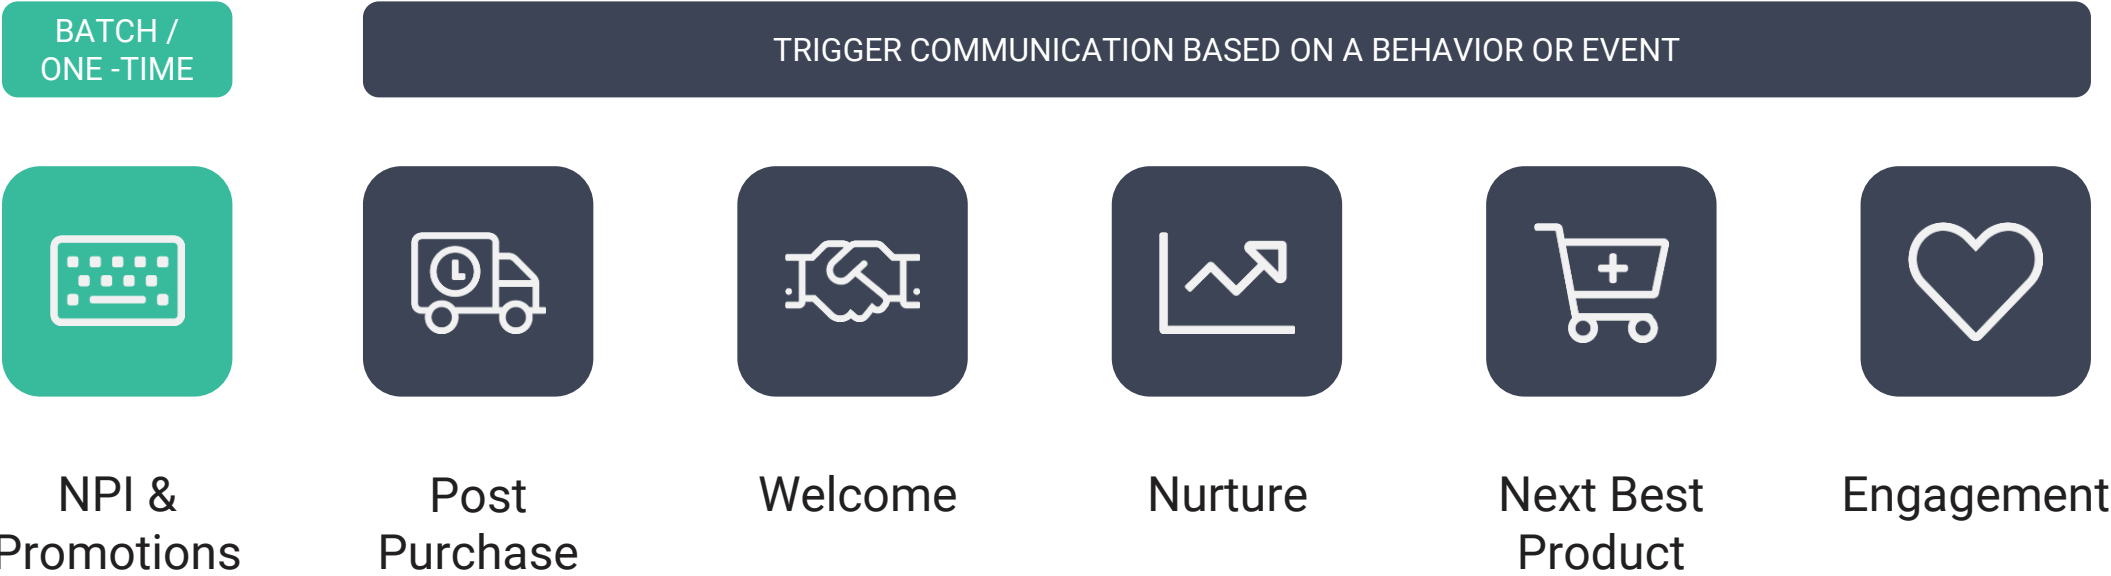 BATCH /
ONE -TIME
TRIGGER COMMUNICATION BASED ON A BEHAVIOR OR EVENT
NPI &
Promotions
Post
Purchase
Welcome
Nurture
Next Best
Product
Engagement